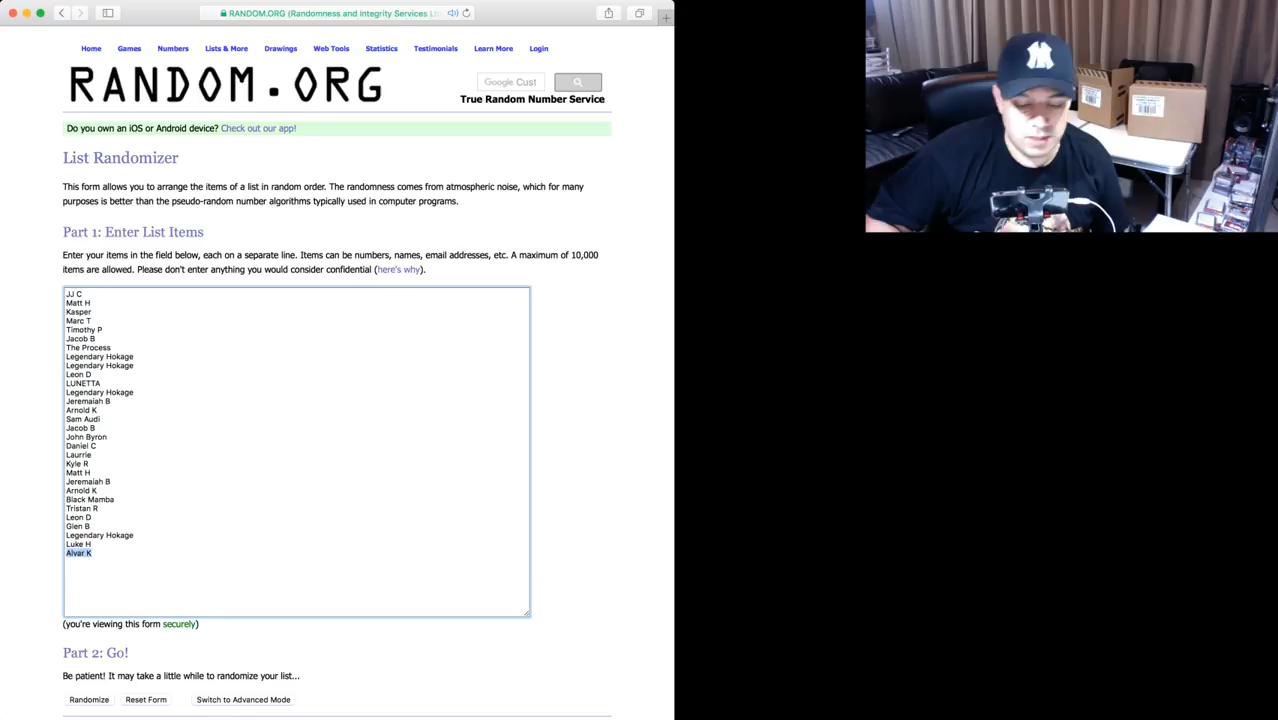 RANDOM.ORG (Randomness and Integrity Services Lt
Home Games Numbers Lists & More Drawings Web Tools Statistics Testimonials Learn More Login
RANDOM.ORG
Google Cust
True Random Number Service
Do you own an iOS or Android device? Check out our app!
List Randomizer
This form allows you to arrange the items of a list in random order. The randomness comes from atmospheric noise, which for many
purposes is better than the pseudo-random number algorithms typically used in computer programs.
Part 1: Enter List Items
Enter your items in the field below, each on a separate line. Items can be numbers, names, email addresses, etc. A maximum of 10,000
items are allowed. Please don't enter anything you would consider confidential (here's why).
JJ C
Matt H
Kasper
Marc T
Timothy P
Jacob B
The Process
Legendary Hokage
Legendary Hokage
Leon D
LUNETTA
Legendary Hokage
Jeremaiah B
Arnold K
Sam Audi
Jacob B
John Byron
Daniel C
Laurrie
Kyle R
Matt H
Jeremaiah B
Arnold K
Black Mamba
Tristan R
Leon D
Glen B
Legendary Hokage
Luke H
Alvar K
(you're viewing this form securely)
Part 2: Go!
Be patient! It may take a little while to randomize your list...
Randomize Reset Form Switch to Advanced Mode